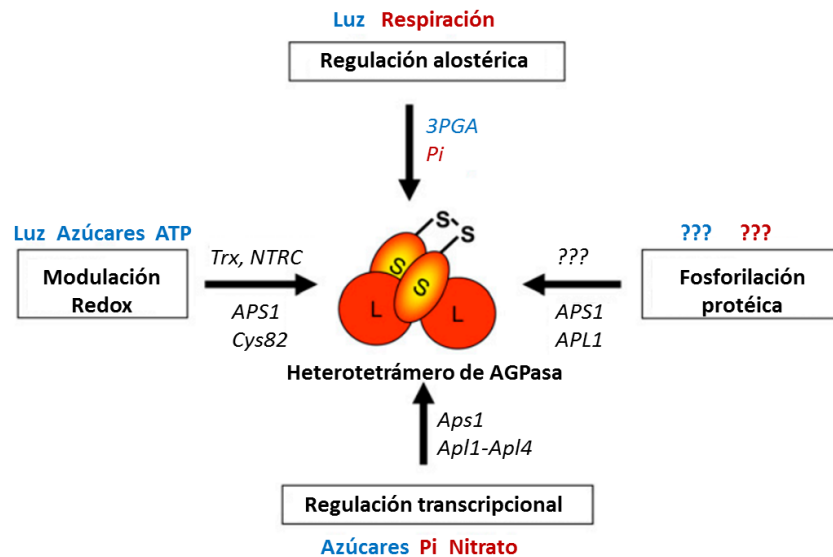 Luz Respiración
Regulación alostérica
3PGA
Pi
Luz Azúcares ATP
Modulación
Redox
Trx, NTRC
APS1
Cys82
S
S
S
S
L
L
Heterotetrámero de AGPasa
??? ???
Fosforilación
protéica
???
APS1
APL1
Aps1
Apl1-Apl4
Regulación transcripcional
Azúcares Pi Nitrato